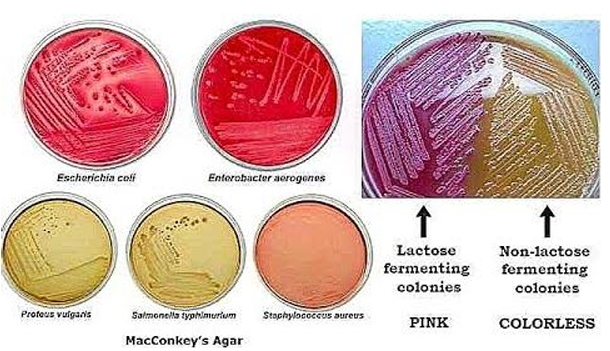 Escherichia coli
Enterobacter aerogenes
Proteus vulgaris
Salmonella typhimurium
Staphylococcus aureus
MacConkey's Agar
Lactose
fermenting
colonies
PINK
Non-lactose
fermenting
colonies
COLORLESS